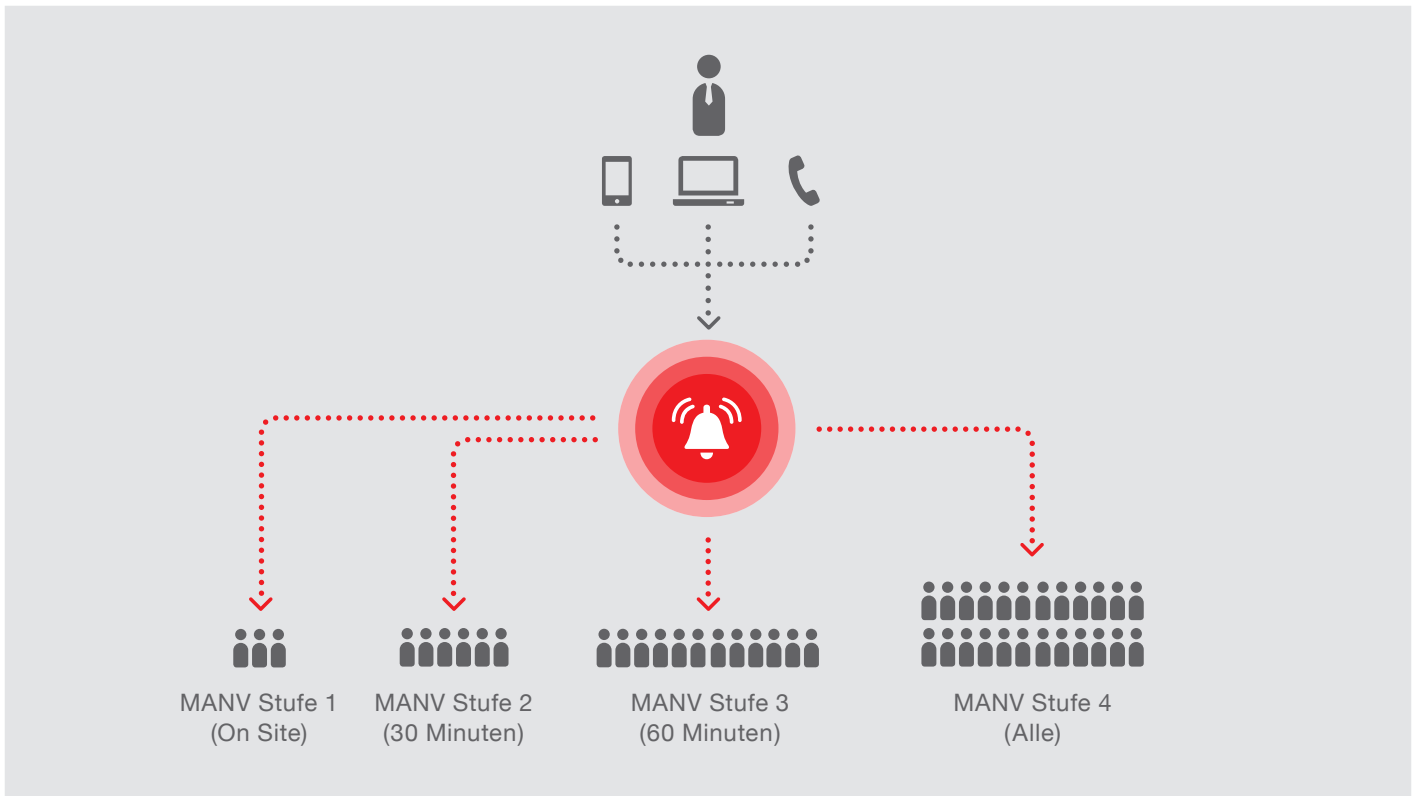 MANV Stufe 1
(On Site)
MANV Stufe 2
(30 Minuten)
MANV Stufe 3
(60 Minuten)
MANV Stufe 4
(Alle)